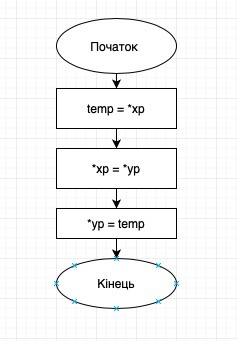 Початок
temp = *xp
*xp = *yp
*yp = temp
Кінець